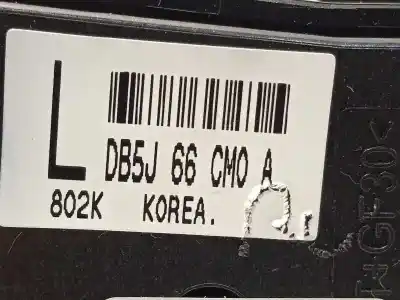 L
DB5J 66 CM0 A
802K KOREA.